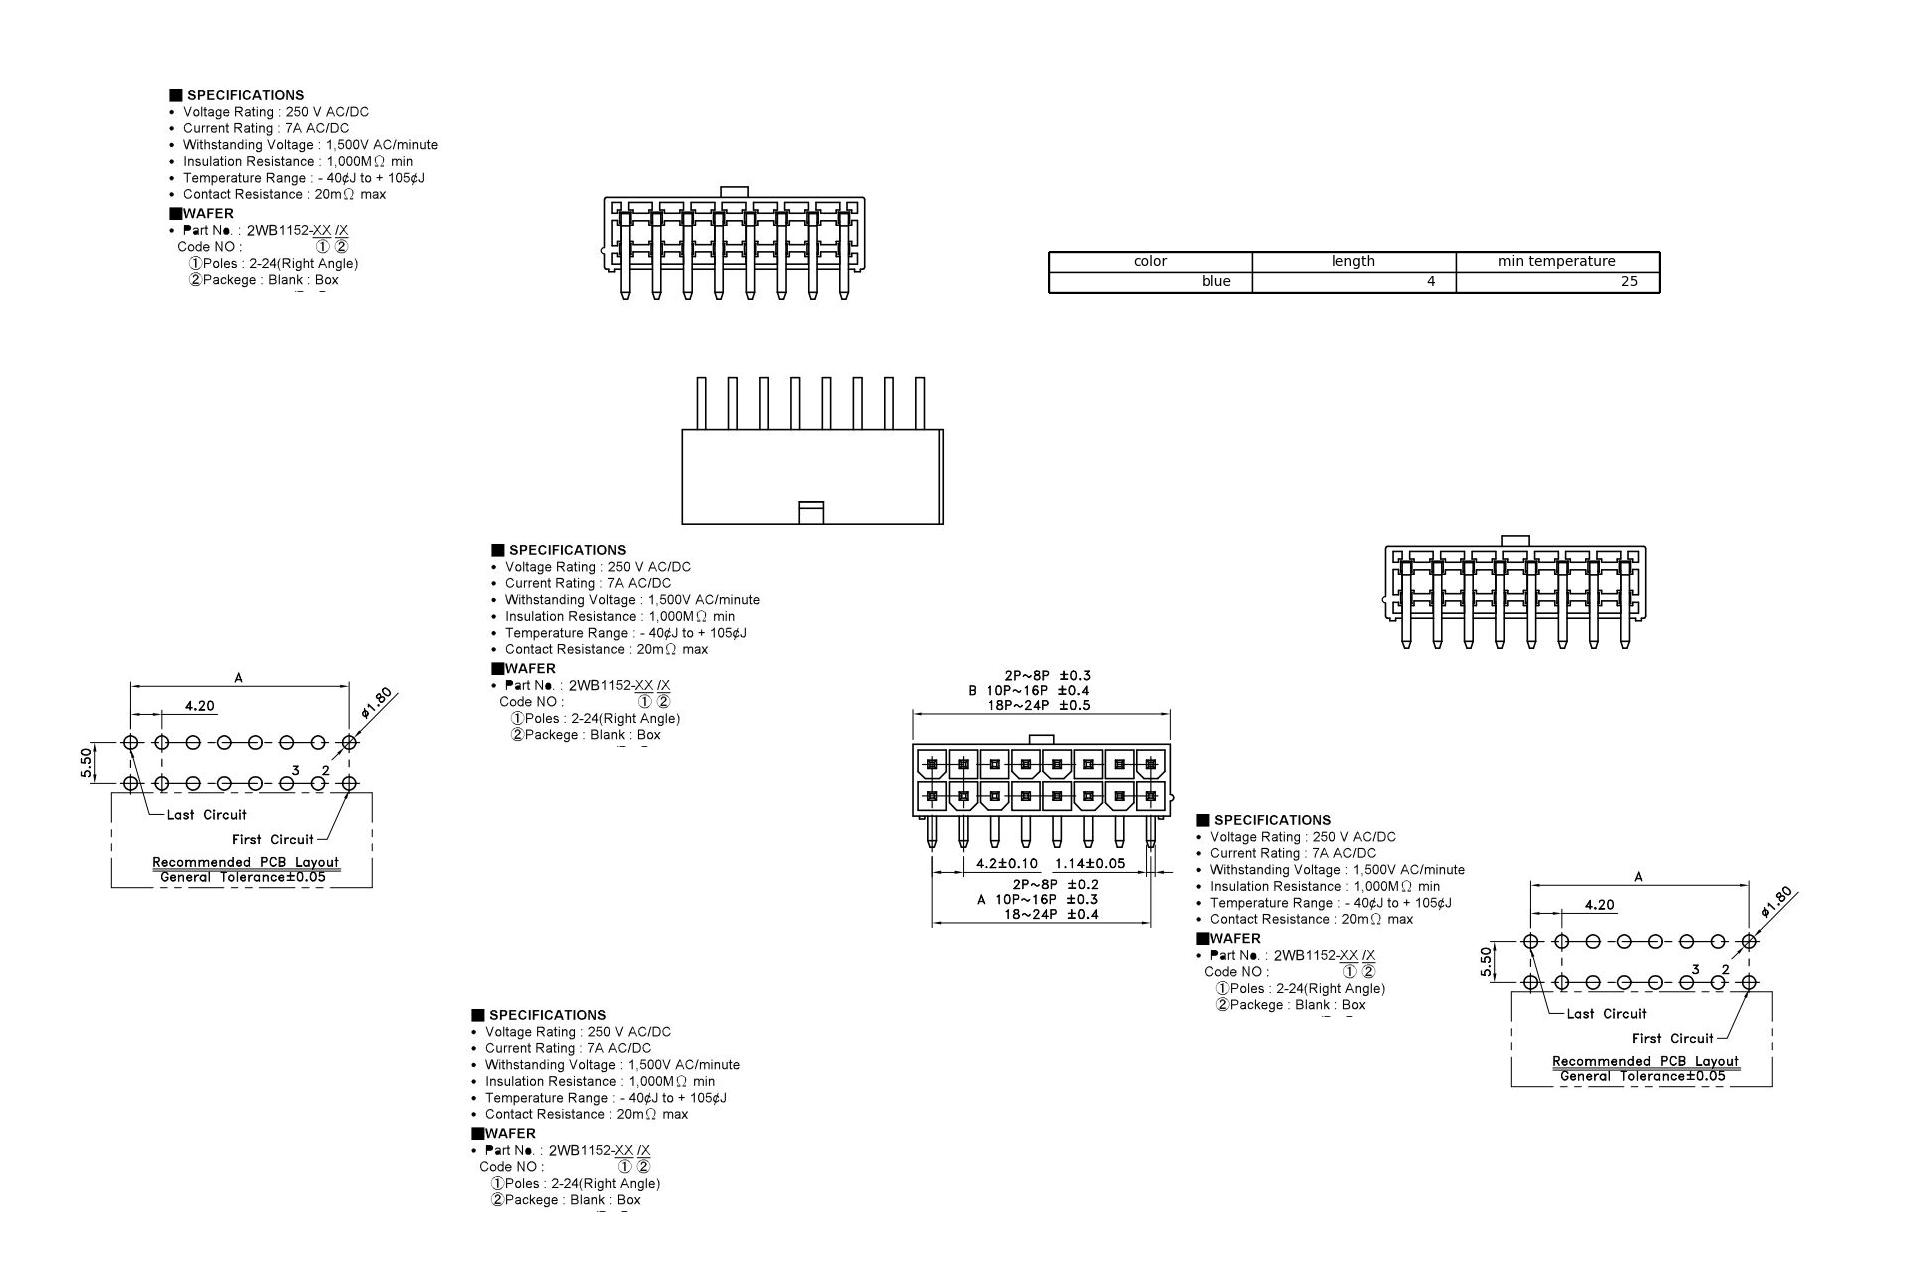 ■ SPECIFICATIONS
• Voltage Rating : 250 V AC/DC
• Current Rating : 7A AC/DC
• Withstanding Voltage : 1,500V AC/minute
• Insulation Resistance : 1,000MΩ min
• Temperature Range : - 40¢J to + 105¢J
• Contact Resistance : 20mΩ max
■WAFER
• Part No. : 2WB1152-XX /X
Code NO : ① ②
①Poles : 2-24(Right Angle)
②Packege : Blank : Box
color length min temperature
blue 4 25
■ SPECIFICATIONS
• Voltage Rating : 250 V AC/DC
• Current Rating : 7A AC/DC
• Withstanding Voltage : 1,500V AC/minute
• Insulation Resistance : 1,000MΩ min
• Temperature Range : - 40¢J to + 105¢J
• Contact Resistance : 20mΩ max
■WAFER
• Part No. : 2WB1152-XX /X
Code NO : ① ②
①Poles : 2-24(Right Angle)
②Packege : Blank : Box
A
4.20
ø1.80
5.50
3 2
Last Circuit
First Circuit
Recommended PCB Layout
General Tolerance±0.05
2P~8P ±0.3
B 10P~16P ±0.4
18P~24P ±0.5
4.2±0.10 1.14±0.05
2P~8P ±0.2
A 10P~16P ±0.3
18~24P ±0.4
■ SPECIFICATIONS
• Voltage Rating : 250 V AC/DC
• Current Rating : 7A AC/DC
• Withstanding Voltage : 1,500V AC/minute
• Insulation Resistance : 1,000MΩ min
• Temperature Range : - 40¢J to + 105¢J
• Contact Resistance : 20mΩ max
■WAFER
• Part No. : 2WB1152-XX /X
Code NO : ① ②
①Poles : 2-24(Right Angle)
②Packege : Blank : Box
A
4.20
ø1.80
5.50
3 2
Last Circuit
First Circuit
Recommended PCB Layout
General Tolerance±0.05
■ SPECIFICATIONS
• Voltage Rating : 250 V AC/DC
• Current Rating : 7A AC/DC
• Withstanding Voltage : 1,500V AC/minute
• Insulation Resistance : 1,000MΩ min
• Temperature Range : - 40¢J to + 105¢J
• Contact Resistance : 20mΩ max
■WAFER
• Part No. : 2WB1152-XX /X
Code NO : ① ②
①Poles : 2-24(Right Angle)
②Packege : Blank : Box